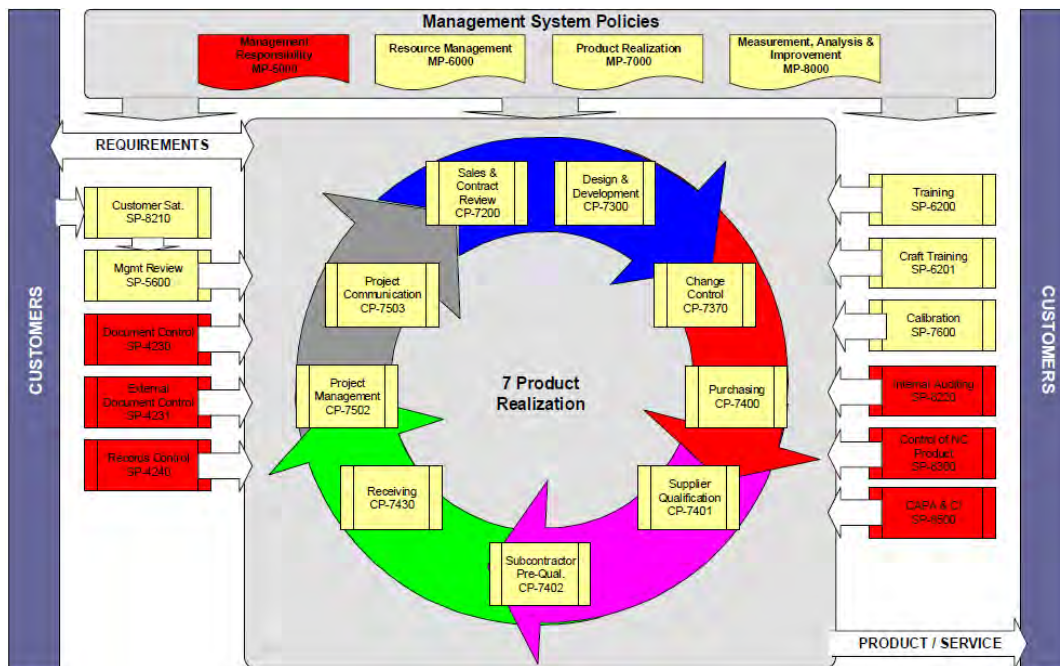 Management System Policies
Management
Responsibility
MP-5000
Resource Management
MP-6000
Product Realization
MP-7000
Measurement, Analysis &
Improvement
MP-8000
CUSTOMERS
REQUIREMENTS
Customer Sat.
SP-8210
Mgmt Review
SP-5600
Document Control
SP-4230
External
Document Control
SP-4231
Records Control
SP-4240
Sales &
Contract
Review
CP-7200
Design &
Development
CP-7300
Project
Communication
CP-7503
Change
Control
CP-7370
Project
Management
CP-7502
7 Product
Realization
Purchasing
CP-7400
Receiving
CP-7430
Supplier
Qualification
CP-7401
Subcontractor
Pre-Qual.
CP-7402
Training
SP-6200
Craft Training
SP-6201
Calibration
SP-7600
Internal Auditing
SP-8220
Control of NC
Product
SP-8300
CAPA & CI
SP-8500
PRODUCT / SERVICE
CUSTOMERS